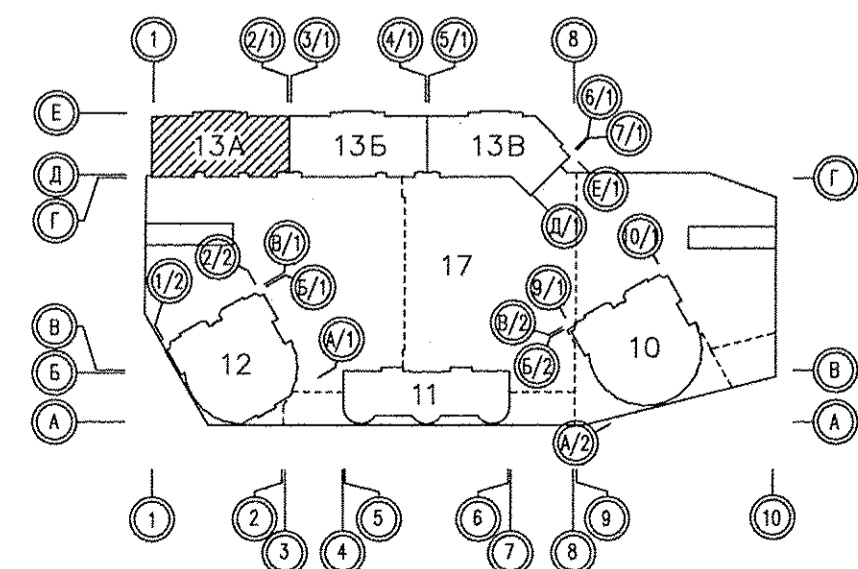 1 2/1 3/1 4/1 5/1 8
6/1
Е 7/1
13А 13Б 13В
Д Г
Е/1
Г Д/1
В/1 10/1
2/2
17
1/2 Б/1 9/1
В В/2
А/1
12 Б/2 10
Б В
11
А А
А/2
1 2 5 6 9 10
3 4 7 8